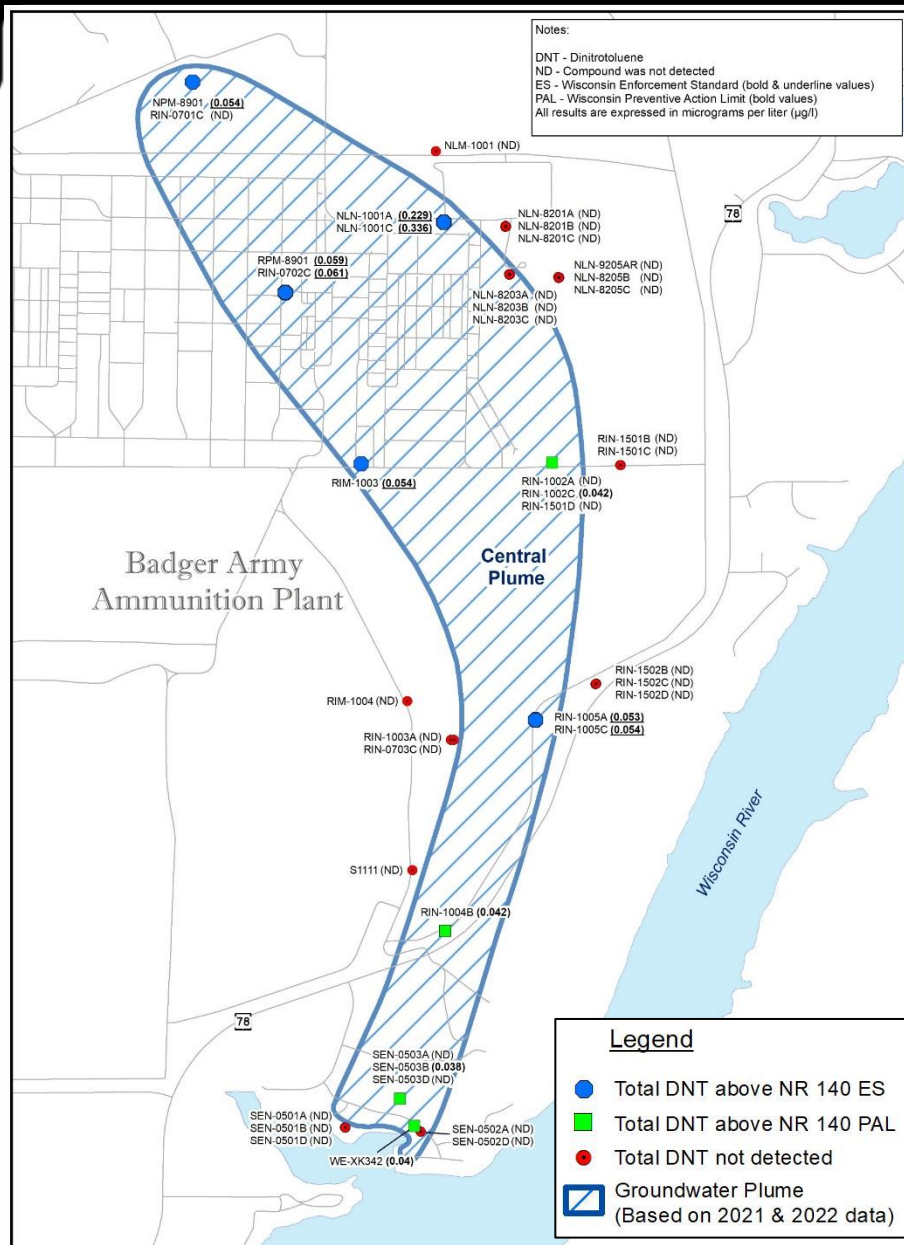 Notes:
DNT - Dinitrotoluene
ND - Compound was not detected
ES - Wisconsin Enforcement Standard (bold & underline values)
PAL - Wisconsin Preventive Action Limit (bold values)
All results are expressed in micrograms per liter (µg/l)
NPM-8901 (0.054)
RIN-0701C (ND)
NLM-1001 (ND)
78
NLN-1001A (0.229)
NLN-1001C (0.336)
NLN-8201A (ND)
NLN-8201B (ND)
NLN-8201C (ND)
RPM-8901 (0.059)
RIN-0702C (0.061)
NLN-9205AR (ND)
NLN-8205B (ND)
NLN-8205C (ND)
NLN-8203A (ND)
NLN-8203B (ND)
NLN-8203C (ND)
RIN-1501B (ND)
RIN-1501C (ND)
RIM-1003 (0.054)
RIN-1002A (ND)
RIN-1002C (0.042)
RIN-1501D (ND)
Badger Army
Ammunition Plant
Central
Plume
RIN-1502B (ND)
RIN-1502C (ND)
RIN-1502D (ND)
RIM-1004 (ND)
RIN-1005A (0.053)
RIN-1005C (0.054)
RIN-1003A (ND)
RIN-0703C (ND)
Wisconsin River
S1111 (ND)
RIN-1004B (0.042)
78
SEN-0503A (ND)
SEN-0503B (0.038)
SEN-0503D (ND)
SEN-0501A (ND)
SEN-0501B (ND)
SEN-0501D (ND)
SEN-0502A (ND)
SEN-0502D (ND)
WE-XK342 (0.04)
Legend
Total DNT above NR 140 ES
Total DNT above NR 140 PAL
Total DNT not detected
Groundwater Plume
(Based on 2021 & 2022 data)